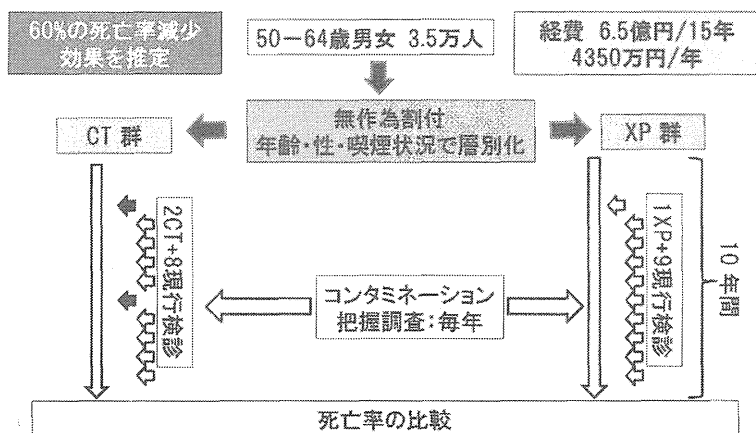 60%の死亡率減少
効果を推定
50－64歳男女 3.5万人
経費 6.5億円/15年
4350万円/年
無作為割付
年齢・性・喫煙状況で層別化
CT 群
XP 群
2CT+8現行検診
コンタミネーション
把握調査：毎年
1XP+9現行検診
10年間
死亡率の比較